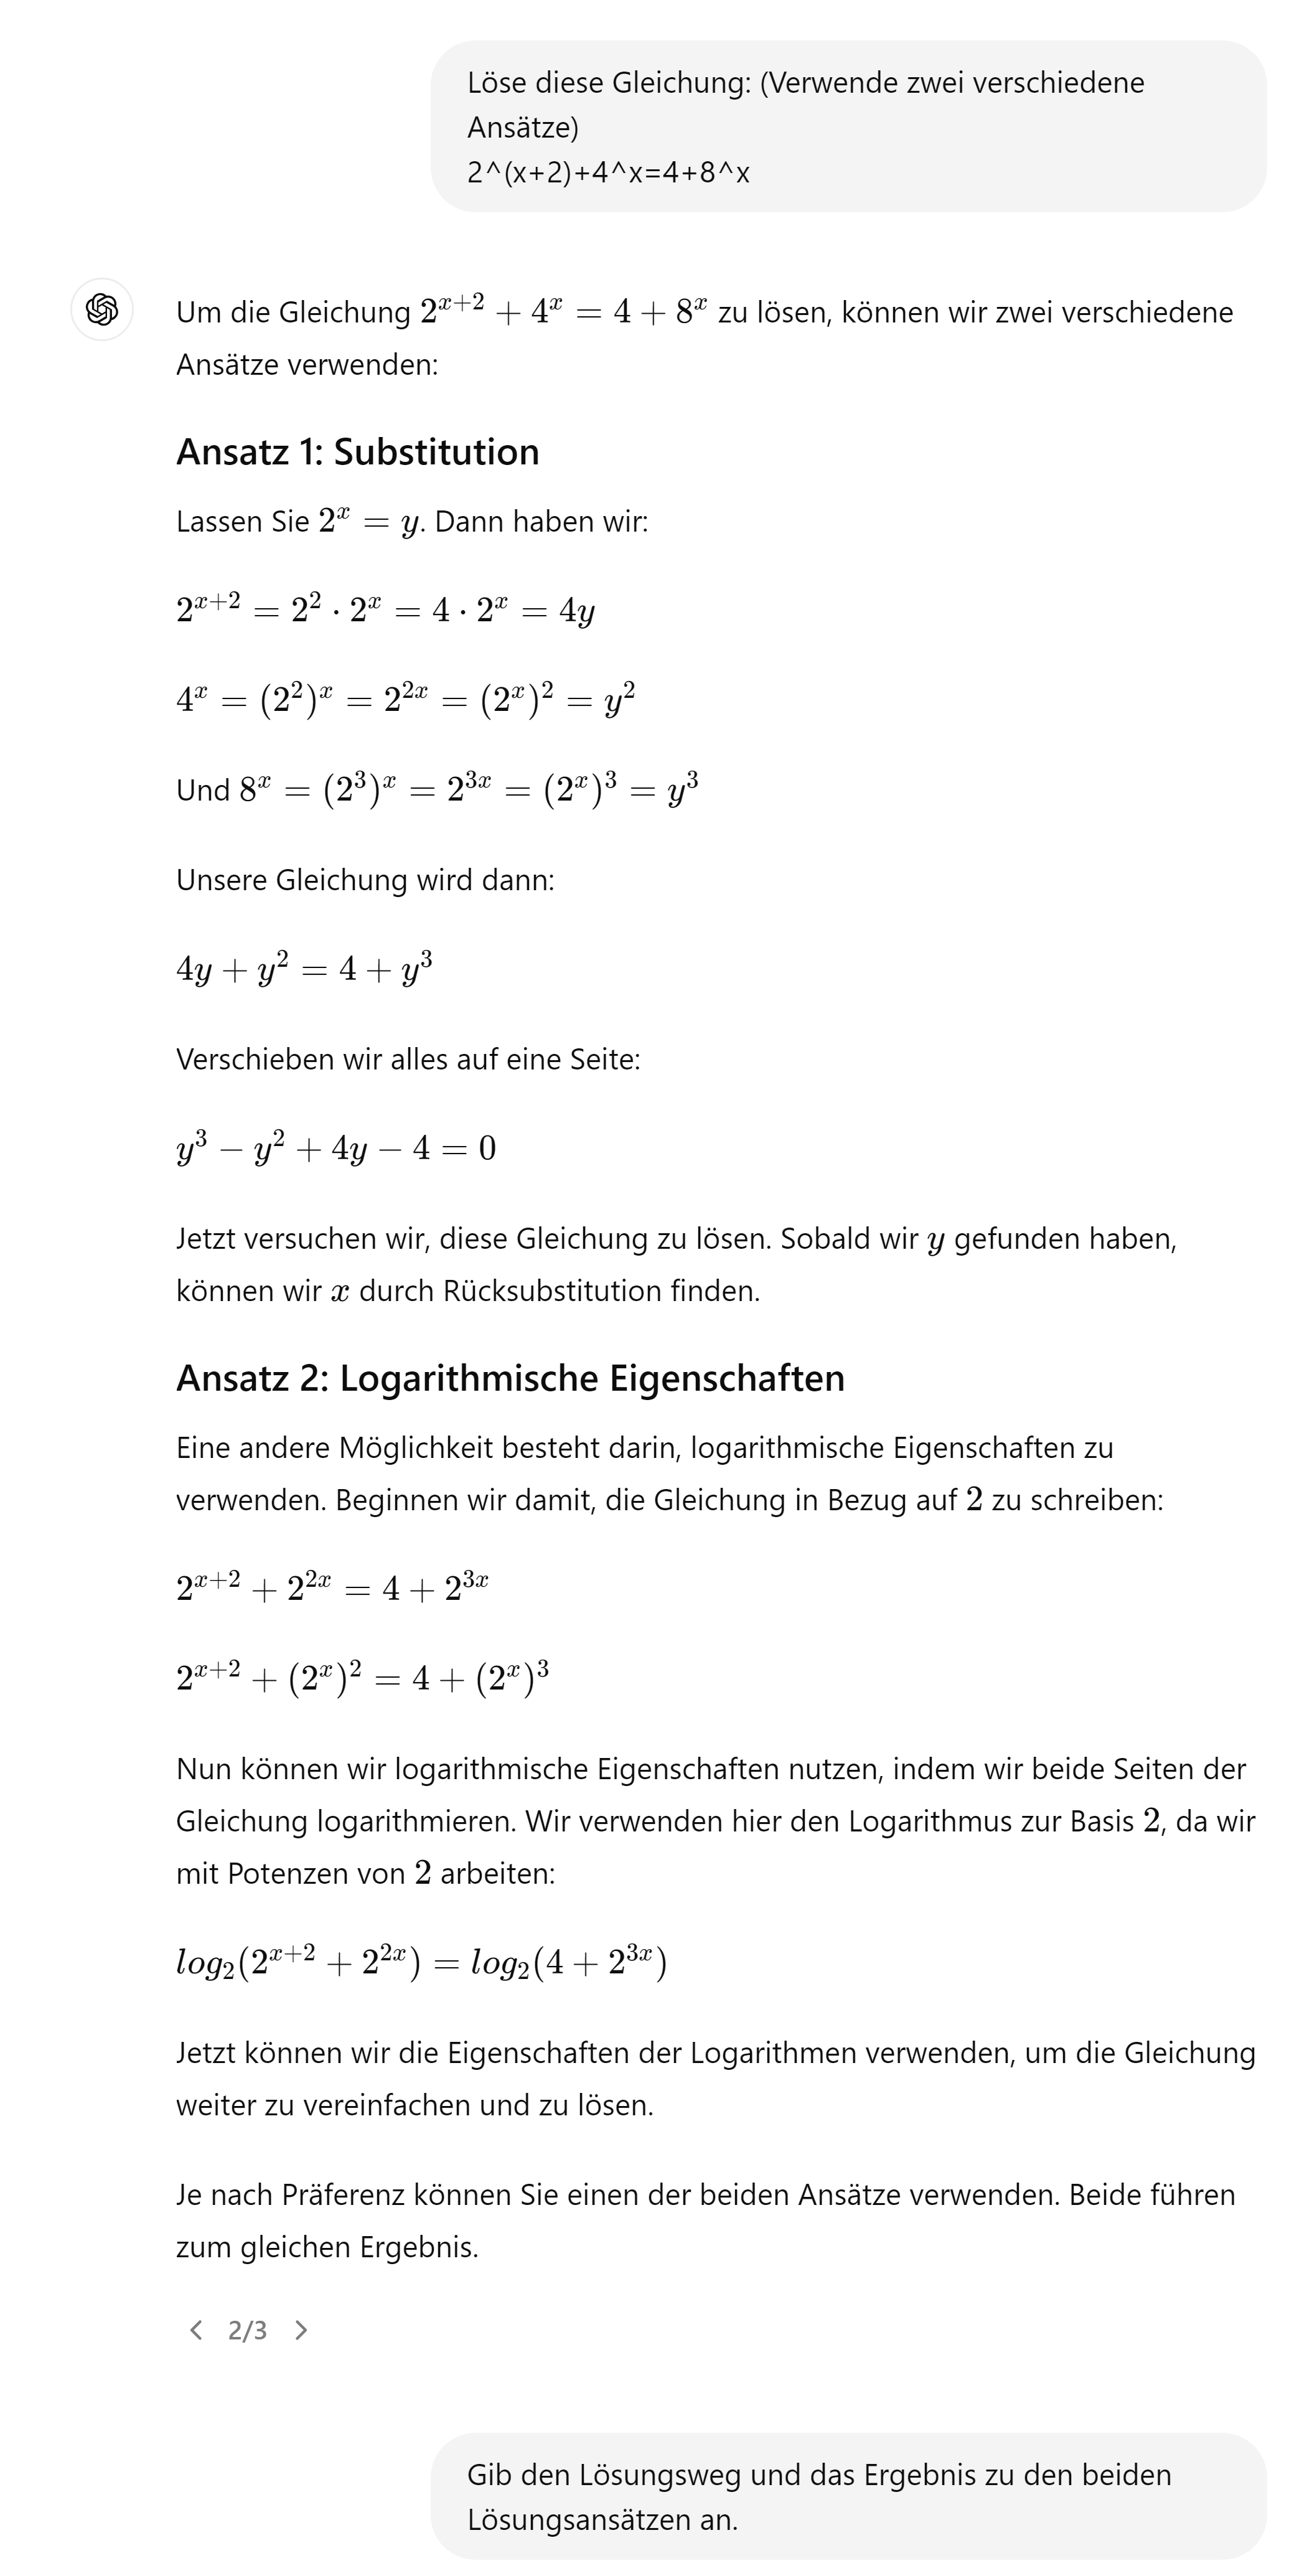 Löse diese Gleichung: (Verwende zwei verschiedene
Ansätze)
2^(x+2)+4^x=4+8^x
Um die Gleichung $2^{x+2} + 4^x = 4 + 8^x$ zu lösen, können wir zwei verschiedene
Ansätze verwenden:
Ansatz 1: Substitution
Lassen Sie $2^x = y$. Dann haben wir:
$2^{x+2} = 2^2 \cdot 2^x = 4 \cdot 2^x = 4y$
$4^x = (2^2)^x = 2^{2x} = (2^x)^2 = y^2$
Und $8^x = (2^3)^x = 2^{3x} = (2^x)^3 = y^3$
Unsere Gleichung wird dann:
$4y + y^2 = 4 + y^3$
Verschieben wir alles auf eine Seite:
$y^3 - y^2 + 4y - 4 = 0$
Jetzt versuchen wir, diese Gleichung zu lösen. Sobald wir $y$ gefunden haben,
können wir $x$ durch Rücksubstitution finden.
Ansatz 2: Logarithmische Eigenschaften
Eine andere Möglichkeit besteht darin, logarithmische Eigenschaften zu
verwenden. Beginnen wir damit, die Gleichung in Bezug auf $2$ zu schreiben:
$2^{x+2} + 2^{2x} = 4 + 2^{3x}$
$2^{x+2} + (2^x)^2 = 4 + (2^x)^3$
Nun können wir logarithmische Eigenschaften nutzen, indem wir beide Seiten der
Gleichung logarithmieren. Wir verwenden hier den Logarithmus zur Basis $2$, da wir
mit Potenzen von $2$ arbeiten:
$log_2(2^{x+2} + 2^{2x}) = log_2(4 + 2^{3x})$
Jetzt können wir die Eigenschaften der Logarithmen verwenden, um die Gleichung
weiter zu vereinfachen und zu lösen.
Je nach Präferenz können Sie einen der beiden Ansätze verwenden. Beide führen
zum gleichen Ergebnis.
2/3
Gib den Lösungsweg und das Ergebnis zu den beiden
Lösungsansätzen an.